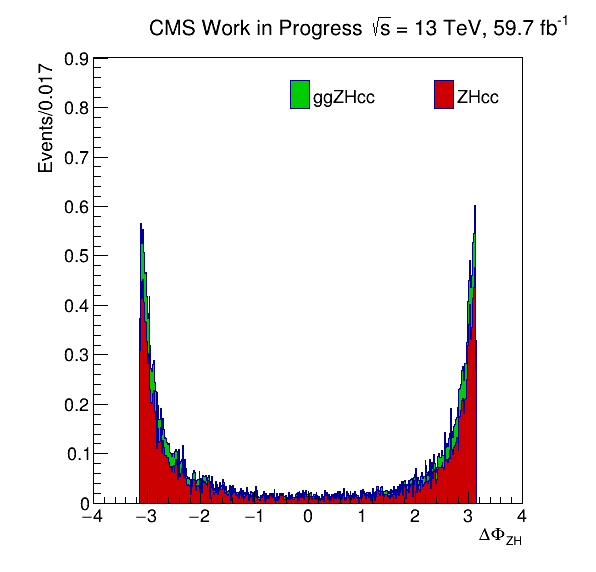 CMS Work in Progress √s = 13 TeV, 59.7 fb⁻¹
Events/0.017
ggZHcc ZHcc
0.9
0.8
0.7
0.6
0.5
0.4
0.3
0.2
0.1
0
−4 −3 −2 −1 0 1 2 3 4
ΔΦ_ZH